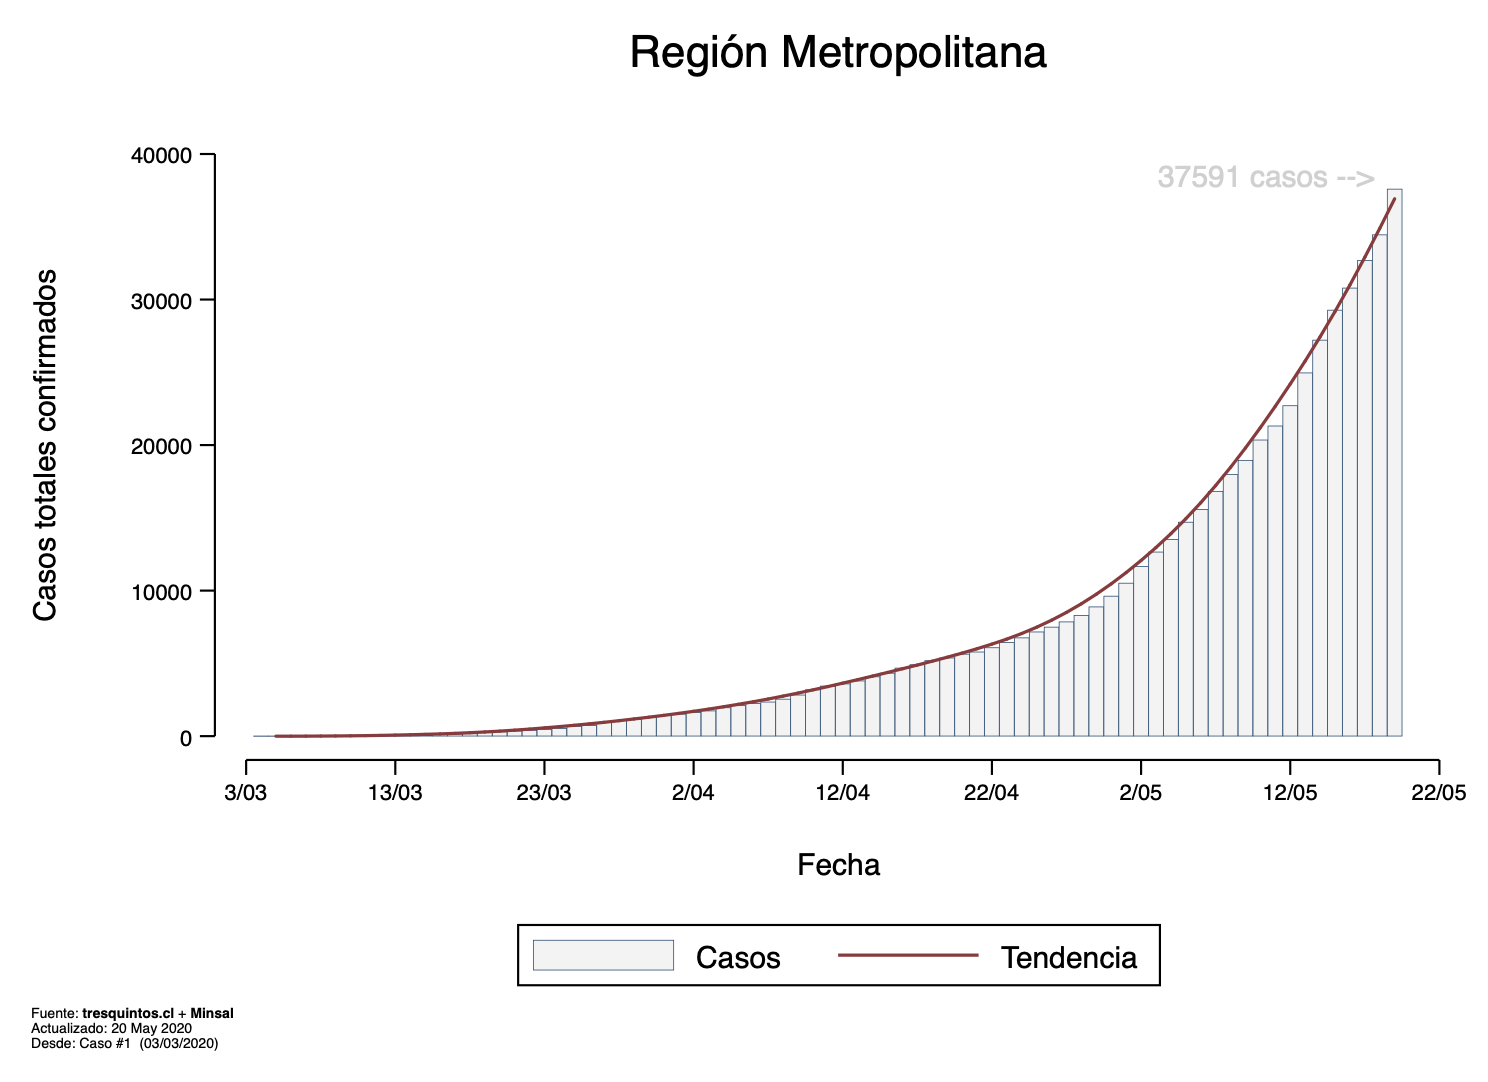 Región Metropolitana
Casos totales confirmados
40000
30000
20000
10000
0
37591 casos -->
3/03 13/03 23/03 2/04 12/04 22/04 2/05 12/05 22/05
Fecha
Casos Tendencia
Fuente: tresquintos.cl + Minsal
Actualizado: 20 May 2020
Desde: Caso #1 (03/03/2020)